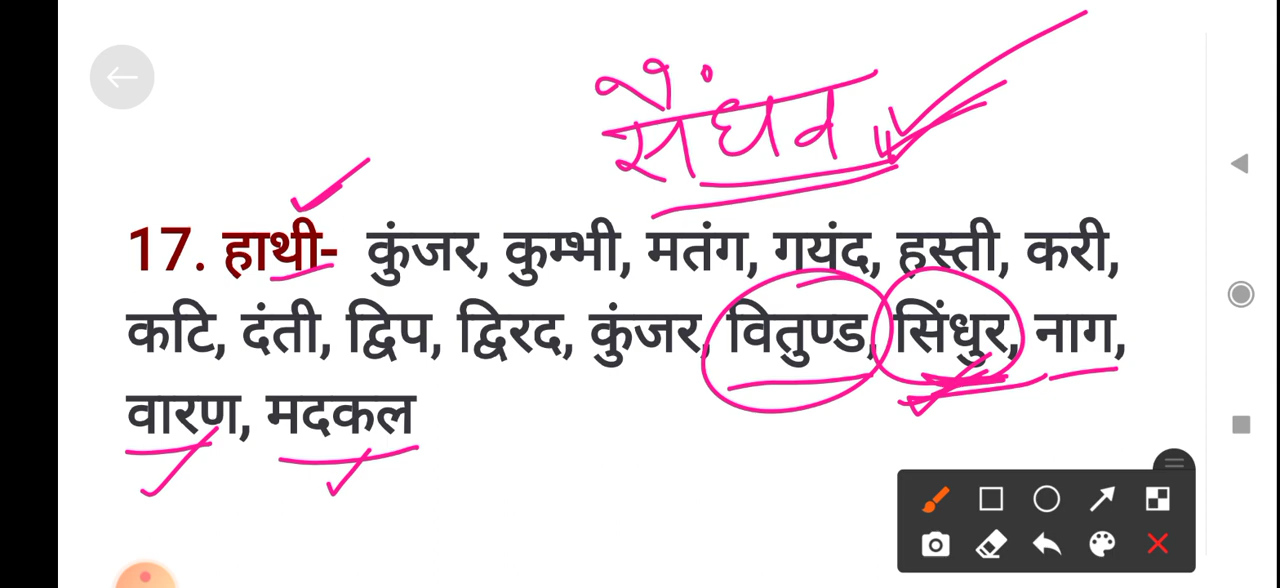 सैंधव
17. हाथी- कुंजर, कुम्भी, मतंग, गयंद, हस्ती, करी,
कटि, दंती, द्विप, द्विरद, कुंजर, वितुण्ड, सिंधुर, नाग,
वारण, मदकल